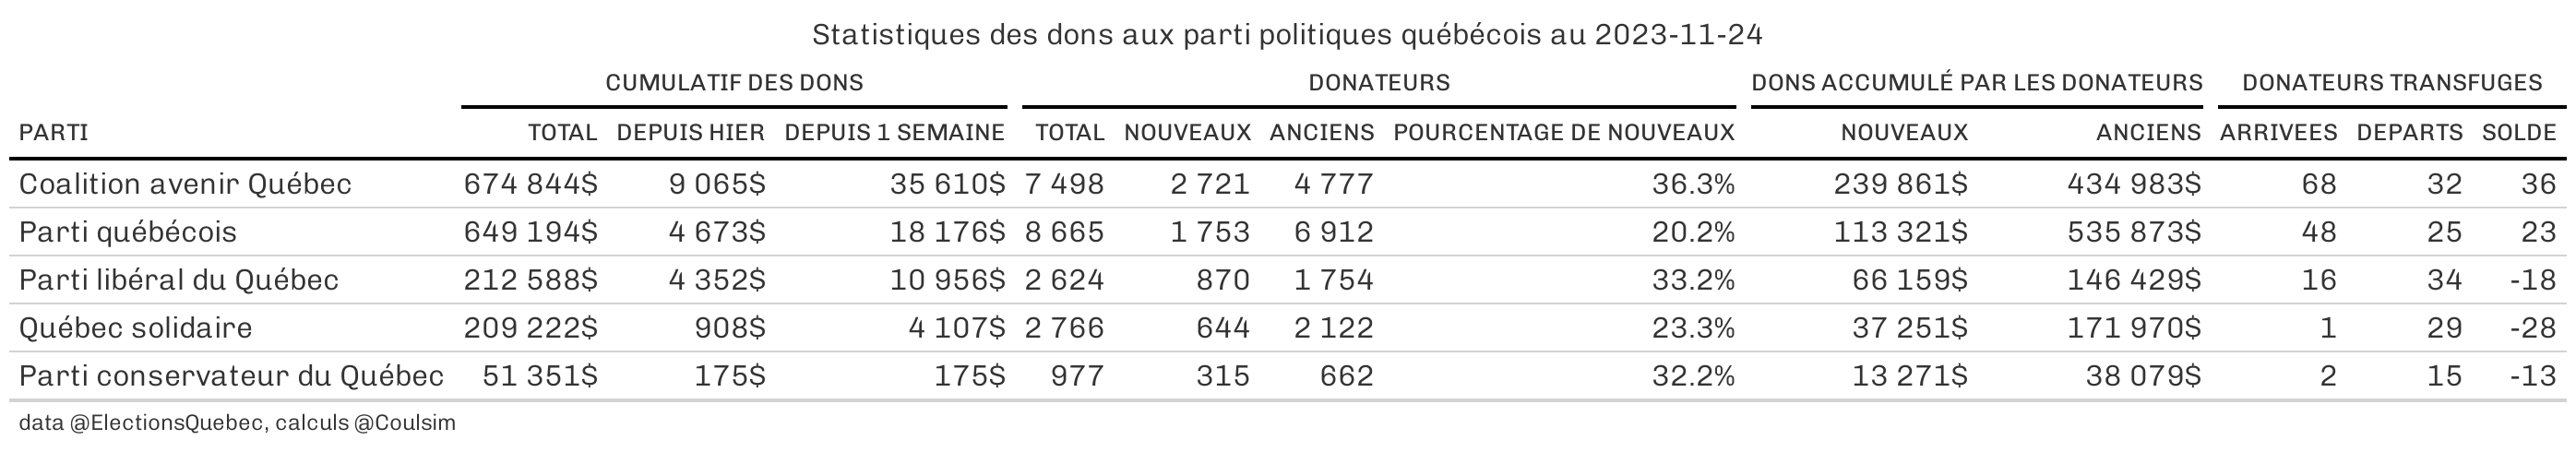 Statistiques des dons aux parti politiques québécois au 2023-11-24
CUMULATIF DES DONS DONATEURS DONS ACCUMULÉ PAR LES DONATEURS DONATEURS TRANSFUGES
PARTI TOTAL DEPUIS HIER DEPUIS 1 SEMAINE TOTAL NOUVEAUX ANCIENS POURCENTAGE DE NOUVEAUX NOUVEAUX ANCIENS ARRIVEES DEPARTS SOLDE
Coalition avenir Québec 674 844$ 9 065$ 35 610$ 7 498 2 721 4 777 36.3% 239 861$ 434 983$ 68 32 36
Parti québécois 649 194$ 4 673$ 18 176$ 8 665 1 753 6 912 20.2% 113 321$ 535 873$ 48 25 23
Parti libéral du Québec 212 588$ 4 352$ 10 956$ 2 624 870 1 754 33.2% 66 159$ 146 429$ 16 34 -18
Québec solidaire 209 222$ 908$ 4 107$ 2 766 644 2 122 23.3% 37 251$ 171 970$ 1 29 -28
Parti conservateur du Québec 51 351$ 175$ 175$ 977 315 662 32.2% 13 271$ 38 079$ 2 15 -13
data @ElectionsQuebec, calculs @Coulsim